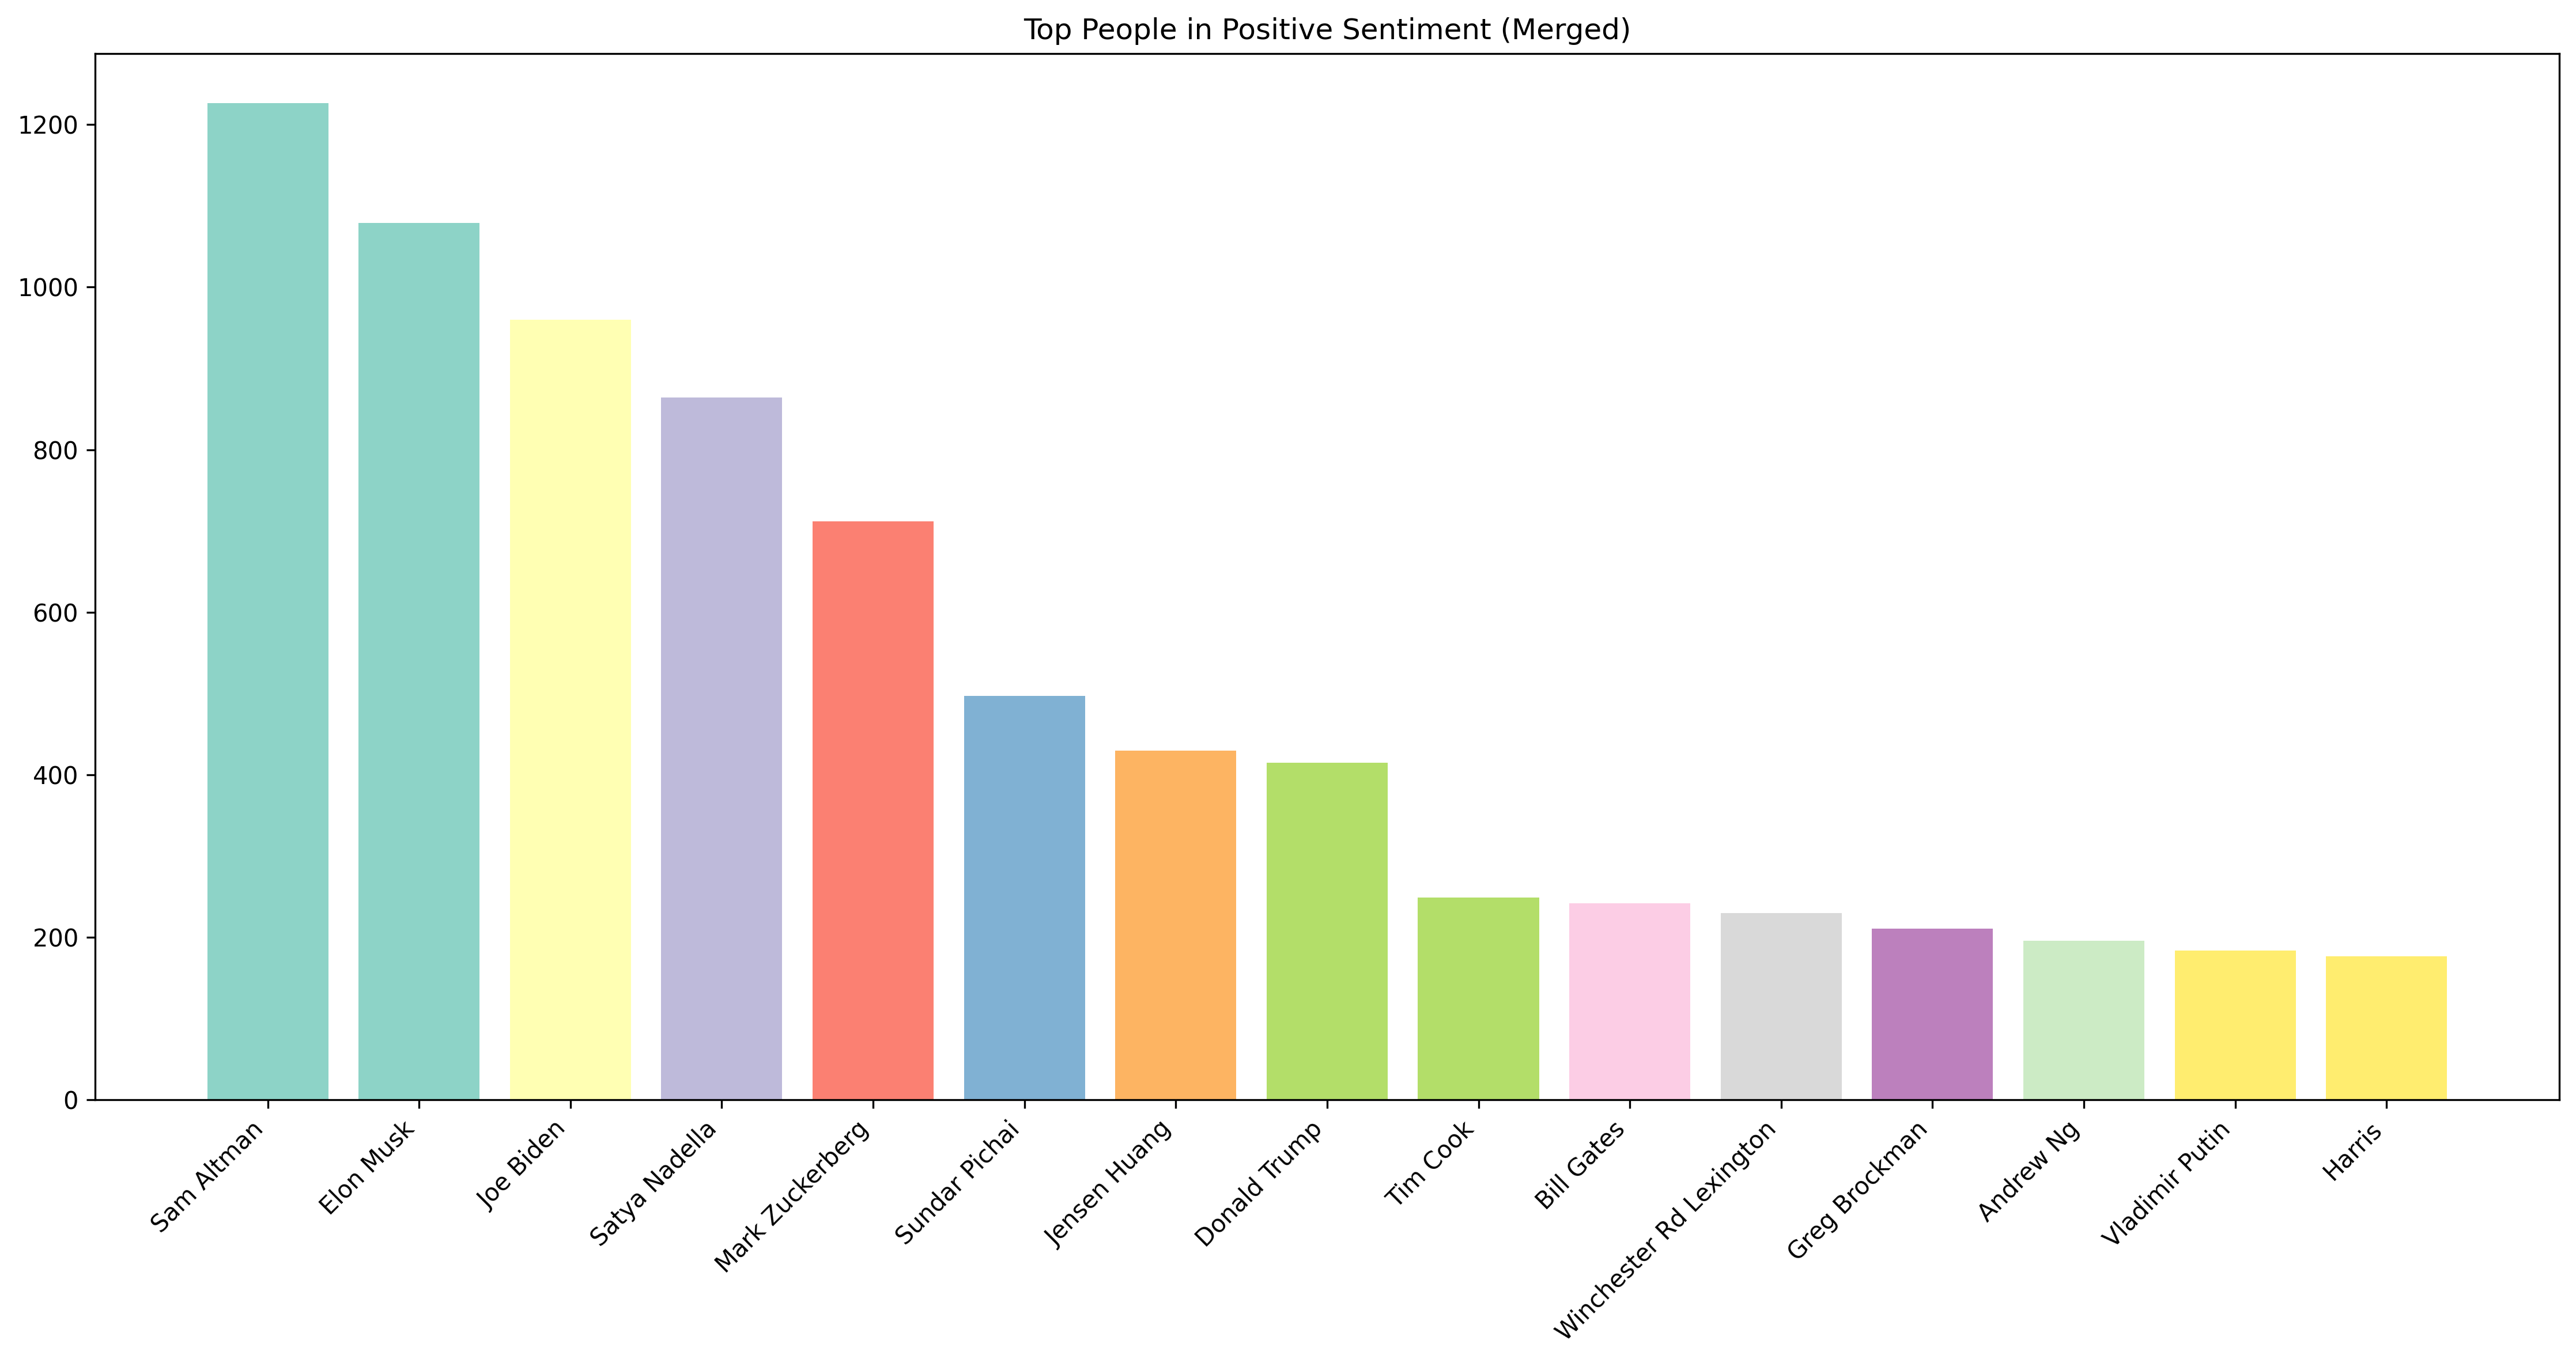 Top People in Positive Sentiment (Merged)
1200
1000
800
600
400
200
0
Sam Altman
Elon Musk
Joe Biden
Satya Nadella
Mark Zuckerberg
Sundar Pichai
Jensen Huang
Donald Trump
Tim Cook
Bill Gates
Winchester Rd Lexington
Greg Brockman
Andrew Ng
Vladimir Putin
Harris